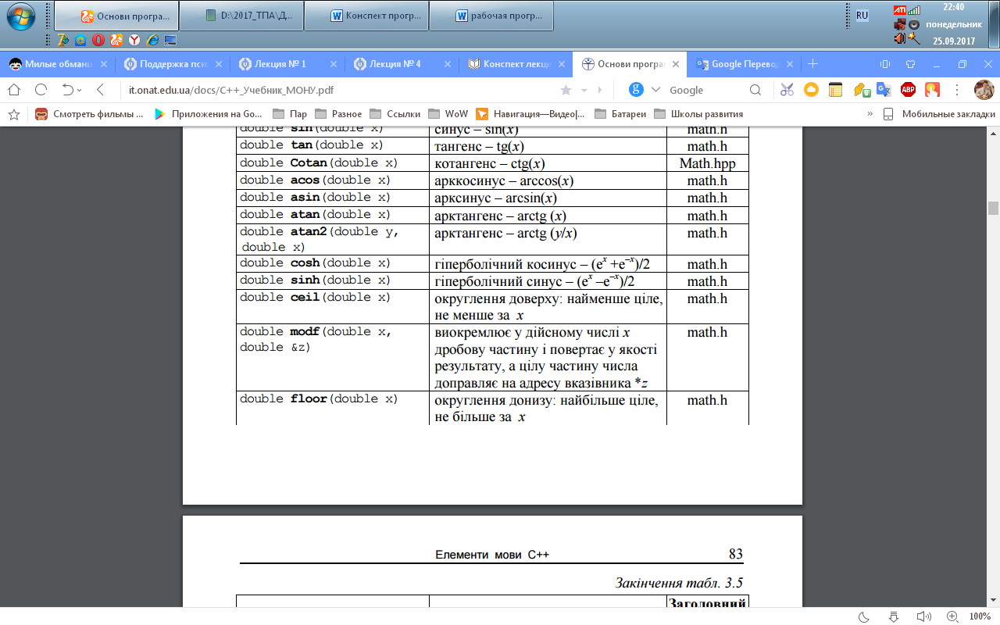 Основи програ...
D:\2017_ТПА\Д...
Конспект прогр...
рабочая прогр...
RU
22:40
понедельник
25.09.2017
Милые обманщ
Поддержка пси
Лекция № 1
Лекция № 4
Конспект лекци
Основи програ
Google Перевод
it.onat.edu.ua/docs/C++_Учебник_МОНУ.pdf
Google
ABP
Смотреть фильмы ...
Приложения на Go...
Пар
Разное
Ссылки
WoW
Навигация—Видео|...
Батареи
Школы развития
»
Мобильные закладки
double sin(double x) синус – sin(x) math.h
double tan(double x) тангенс – tg(x) math.h
double Cotan(double x) котангенс – ctg(x) Math.hpp
double acos(double x) арккосинус – arccos(x) math.h
double asin(double x) арксинус – arcsin(x) math.h
double atan(double x) арктангенс – arctg (x) math.h
double atan2(double y, арктангенс – arctg (y/x) math.h
double x)
double cosh(double x) гіперболічний косинус – (eˣ +e⁻ˣ)/2 math.h
double sinh(double x) гіперболічний синус – (eˣ –e⁻ˣ)/2 math.h
double ceil(double x) округлення доверху: найменше ціле, math.h
не менше за x
double modf(double x, виокремлює у дійсному числі x math.h
double &z) дробову частину і повертає у якості
результату, а цілу частину числа
доправляє на адресу вказівника *z
double floor(double x) округлення донизу: найбільше ціле, math.h
не більше за x
Елементи мови С++ 83
Закінчення табл. 3.5
Заголовний
100%